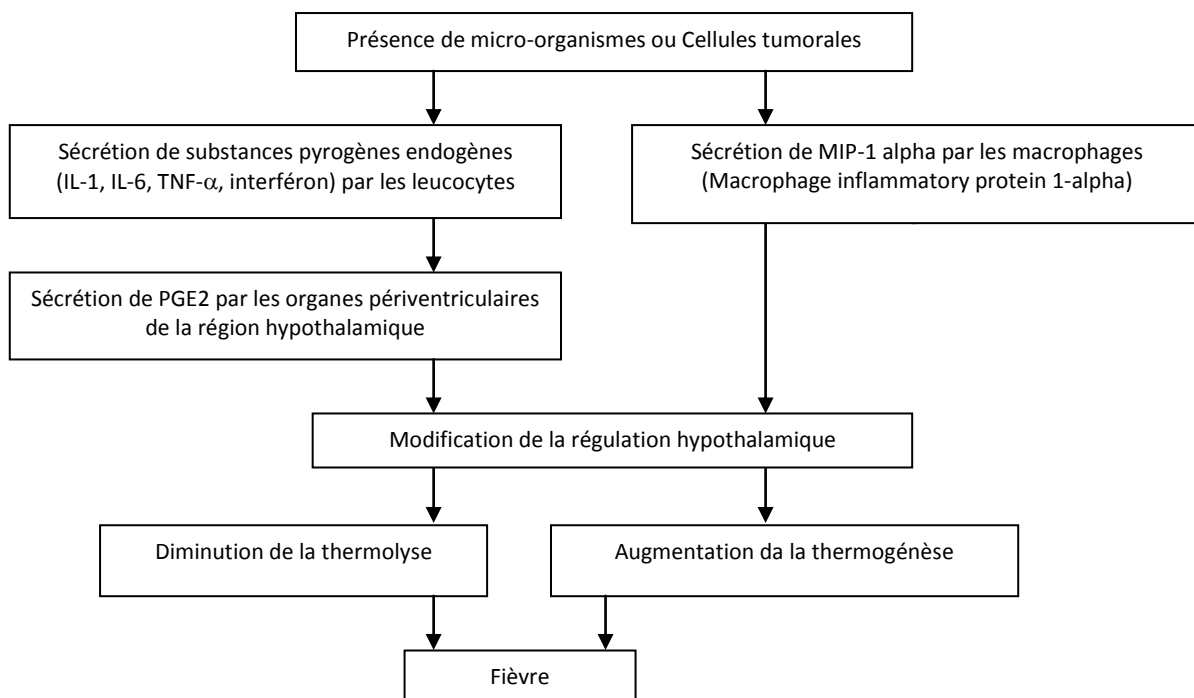 Présence de micro-organismes ou Cellules tumorales
Sécrétion de substances pyrogènes endogènes
(IL-1, IL-6, TNF-α, interféron) par les leucocytes
Sécrétion de MIP-1 alpha par les macrophages
(Macrophage inflammatory protein 1-alpha)
Sécrétion de PGE2 par les organes périventriculaires
de la région hypothalamique
Modification de la régulation hypothalamique
Diminution de la thermolyse
Augmentation da la thermogénèse
Fièvre